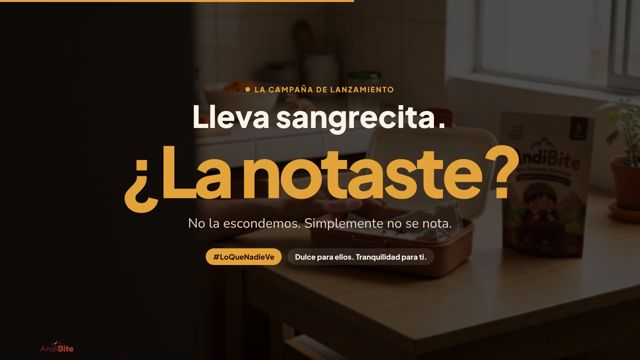 LA CAMPAÑA DE LANZAMIENTO
Lleva sangrecita.
¿La notaste?
No la escondemos. Simplemente no se nota.
#LoQueNadieVe
Dulce para ellos. Tranquilidad para ti.
AndiBite
AndiBite